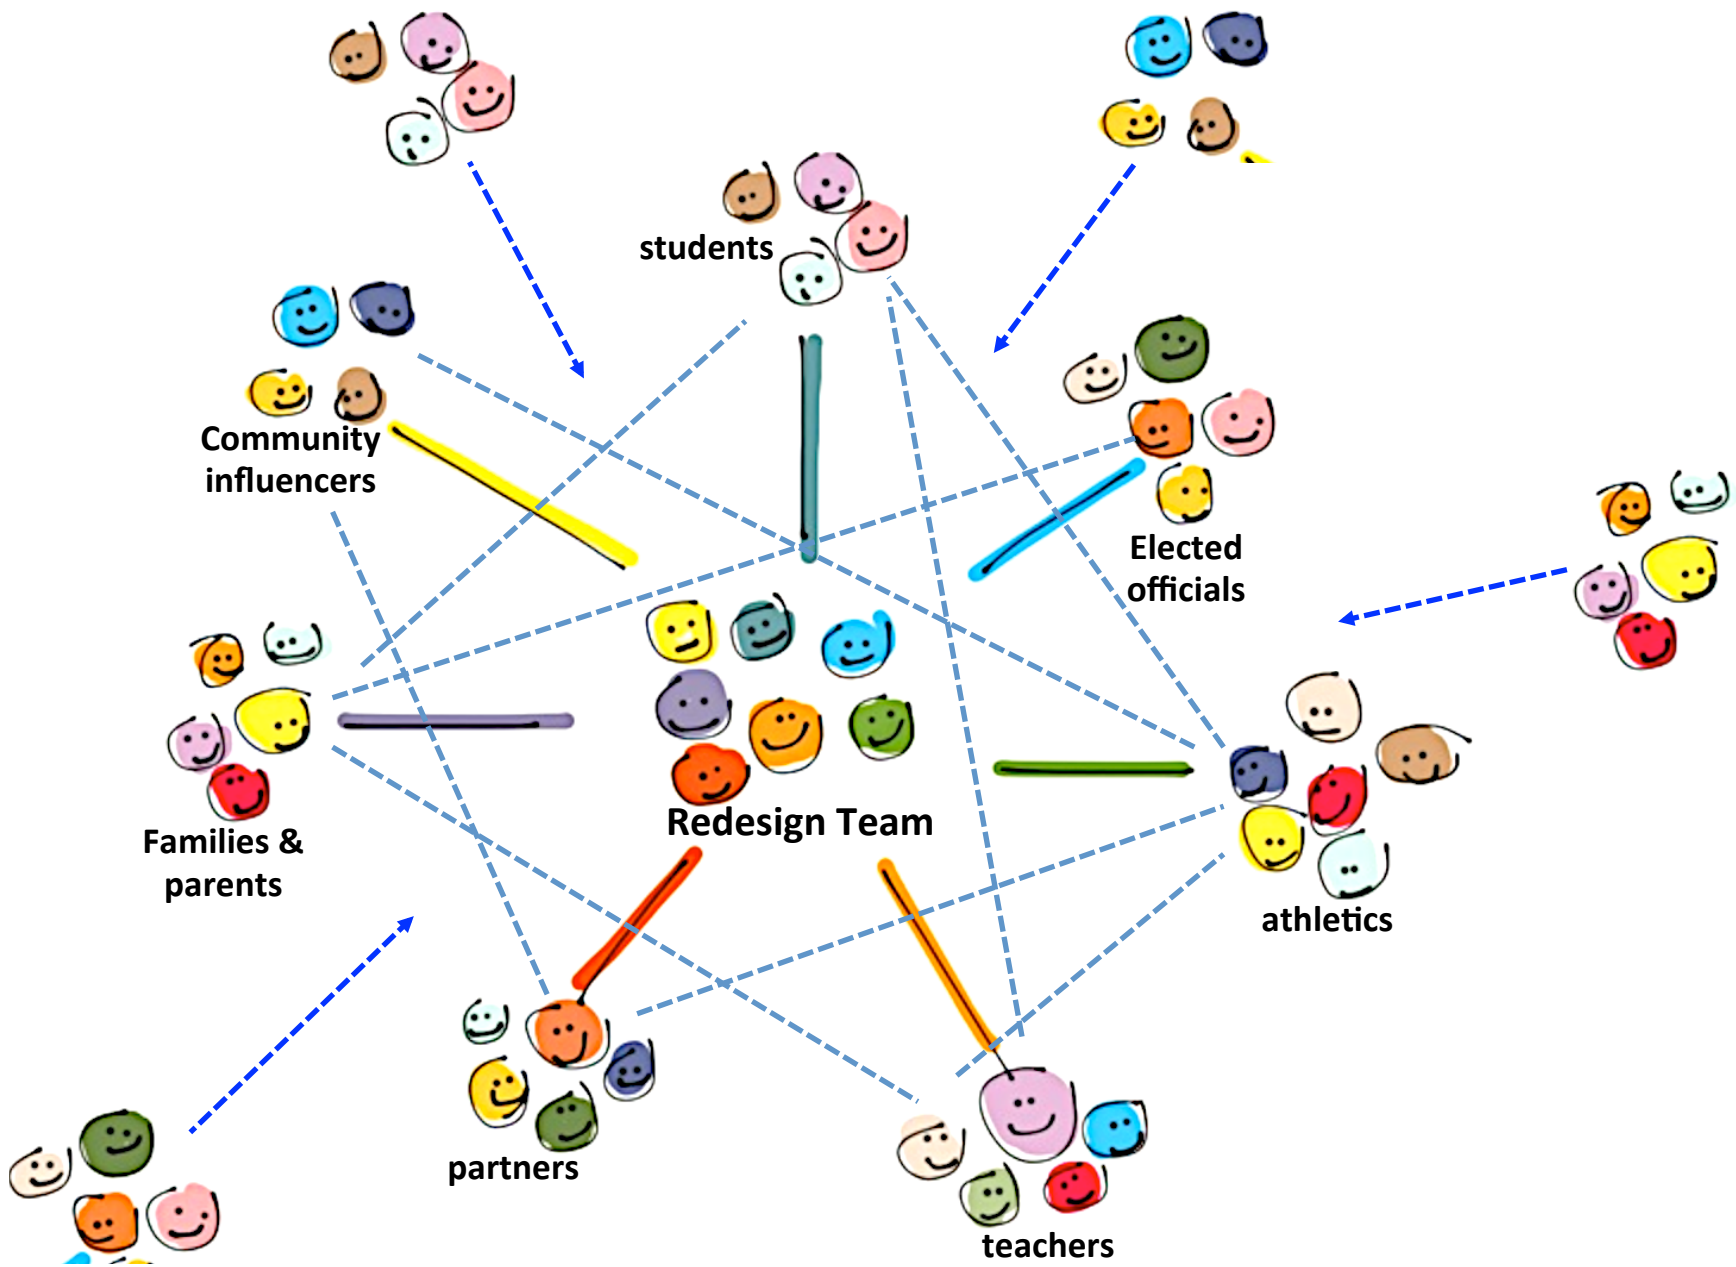 students
Community
influencers
Elected
officials
Redesign Team
Families &
parents
athletics
partners
teachers